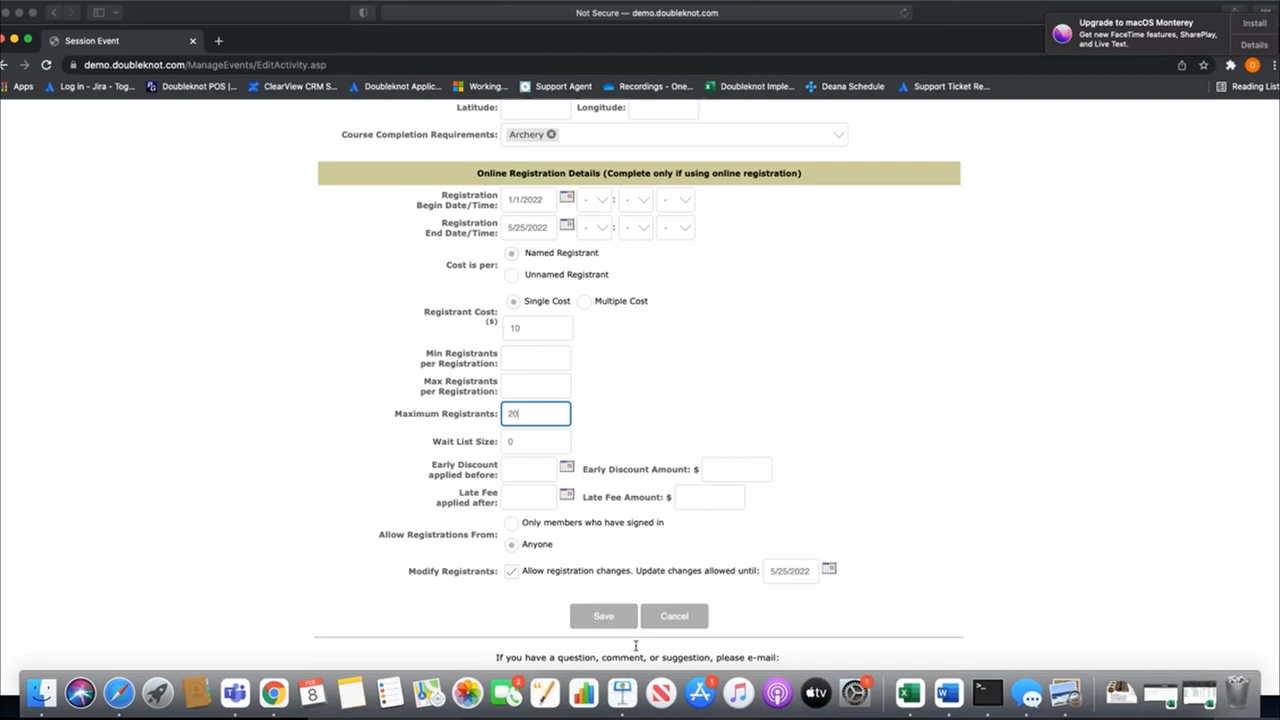 Not Secure — demo.doubleknot.com
Upgrade to macOS Monterey
Get new FaceTime features, SharePlay, and Live Text.
Install
Details
Session Event
demo.doubleknot.com/ManageEvents/EditActivity.asp
Apps
Log in - Jira - Tog...
Doubleknot POS |...
ClearView CRM S...
Doubleknot Applic...
Working...
Support Agent
Recordings - One...
Doubleknot Imple...
Deana Schedule
Support Ticket Re...
Reading List
Latitude:
Longitude:
Course Completion Requirements: Archery
Online Registration Details (Complete only if using online registration)
Registration
Begin Date/Time: 1/1/2022 - : - -
Registration
End Date/Time: 5/25/2022 - : - -
Cost is per: Named Registrant
Unnamed Registrant
Registrant Cost:
($)
Single Cost Multiple Cost
10
Min Registrants
per Registration:
Max Registrants
per Registration:
Maximum Registrants: 20
Wait List Size: 0
Early Discount
applied before:
Early Discount Amount: $
Late Fee
applied after:
Late Fee Amount: $
Allow Registrations From: Only members who have signed in
Anyone
Modify Registrants: Allow registration changes. Update changes allowed until: 5/25/2022
Save Cancel
If you have a question, comment, or suggestion, please e-mail:
FEB
8
2
1
tv
1